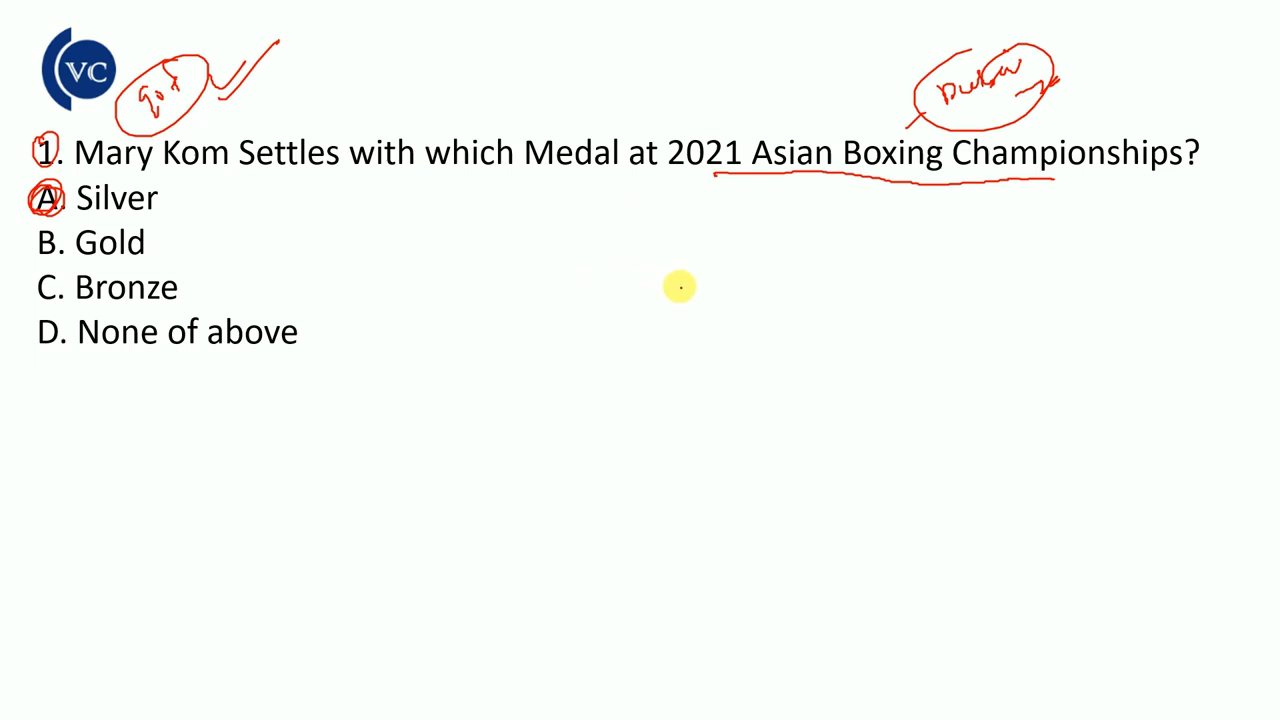 VC
1. Mary Kom Settles with which Medal at 2021 Asian Boxing Championships?
A. Silver
B. Gold
C. Bronze
D. None of above